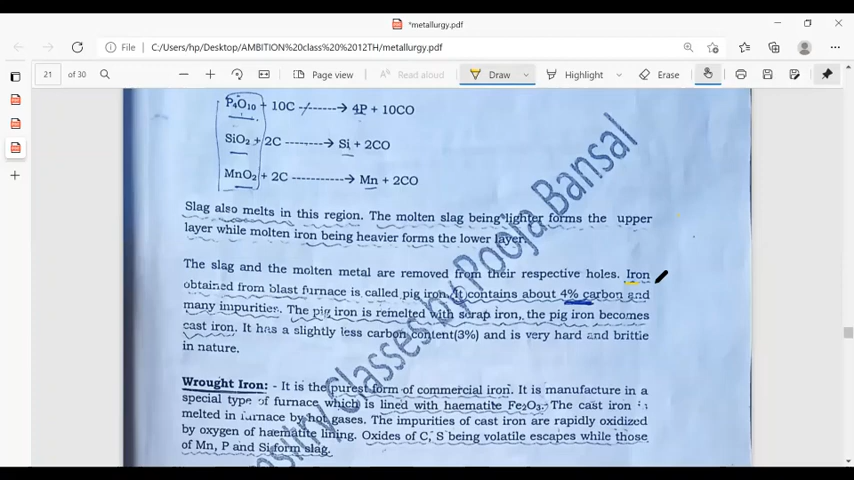 *metallurgy.pdf
File C:/Users/hp/Desktop/AMBITION%20class%20%2012TH/metallurgy.pdf
21 of 30 Page view Read aloud Draw Highlight Erase
P₄O₁₀ + 10C ------→ 4P + 10CO
SiO₂ + 2C --------→ Si + 2CO
MnO₂ + 2C ------------→ Mn + 2CO
Slag also melts in this region. The molten slag being lighter forms the upper
layer while molten iron being heavier forms the lower layer.
The slag and the molten metal are removed from their respective holes. Iron
obtained from blast furnace is called pig iron. It contains about 4% carbon and
many impurities. The pig iron is remelted with scrap iron, the pig iron becomes
cast iron. It has a slightly less carbon content(3%) and is very hard and brittie
in nature.
Wrought Iron: - It is the purest form of commercial iron. It is manufacture in a
special type of furnace which is lined with haematite Fe₂O₃. The cast iron is
melted in furnace by hot gases. The impurities of cast iron are rapidly oxidized
by oxygen of haematite lining. Oxides of C, S being volatile escapes while those
of Mn, P and Si form slag.
Classes by Pooja Bansal